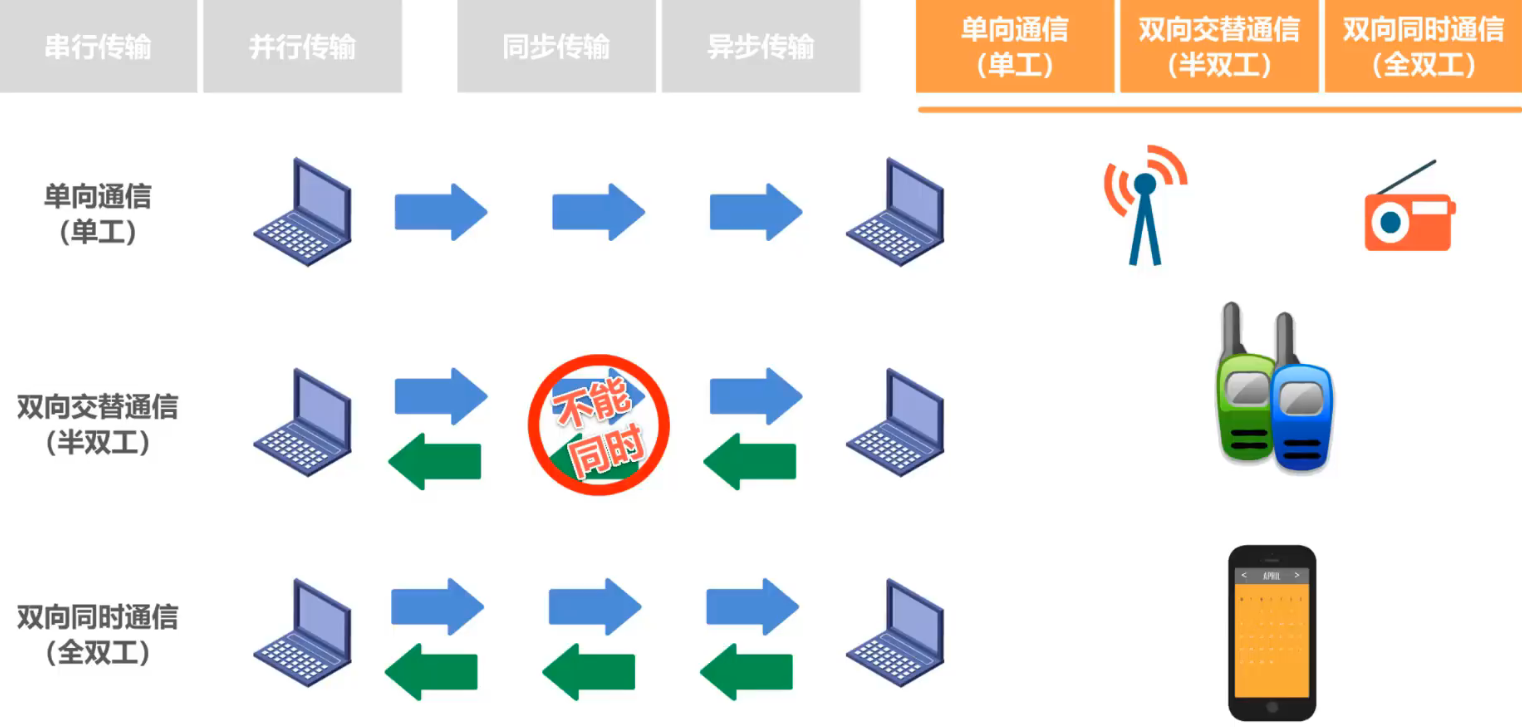 串行传输
并行传输
同步传输
异步传输
单向通信
（单工）
双向交替通信
（半双工）
双向同时通信
（全双工）
单向通信
（单工）
双向交替通信
（半双工）
不能
同时
双向同时通信
（全双工）
< APRIL >